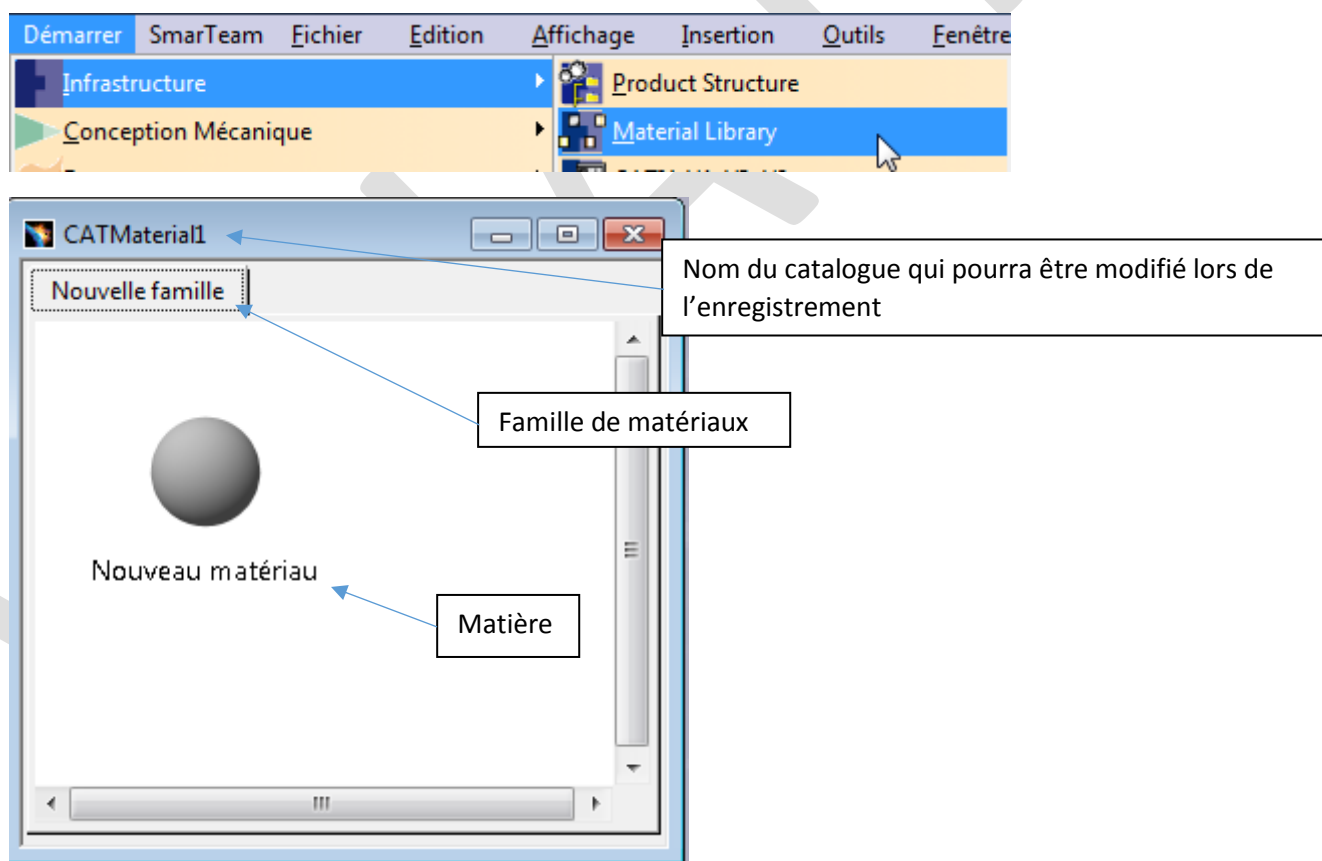 Démarrer SmarTeam Fichier Edition Affichage Insertion Outils Fenêtre
Infrastructure
Product Structure
Conception Mécanique
Material Library
CATMaterial1
Nom du catalogue qui pourra être modifié lors de
l’enregistrement
Nouvelle famille
Famille de matériaux
Nouveau matériau
Matière